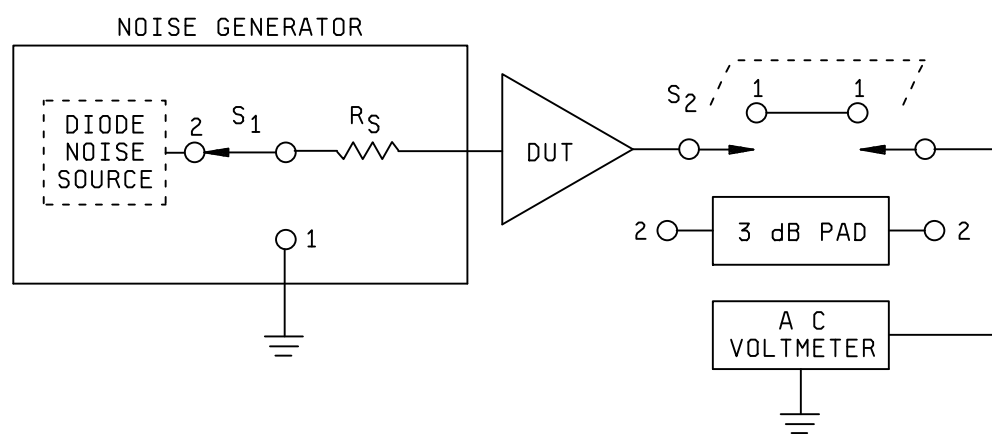 NOISE GENERATOR
DIODE
NOISE
SOURCE
2
S1
RS
1
DUT
S2
1 1
2
3 dB PAD
2
A C
VOLTMETER